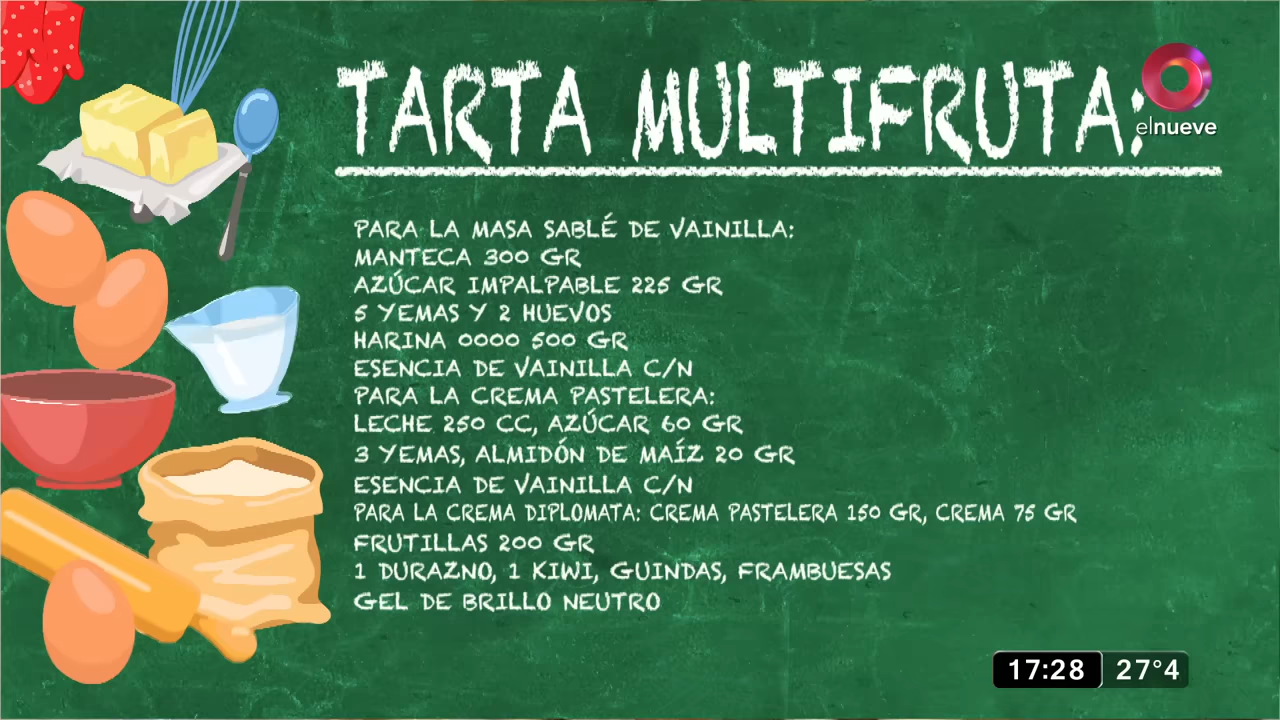 TARTA MULTIFRUTA:
elnueve
PARA LA MASA SABLÉ DE VAINILLA:
MANTECA 300 GR
AZÚCAR IMPALPABLE 225 GR
5 YEMAS Y 2 HUEVOS
HARINA 0000 500 GR
ESENCIA DE VAINILLA C/N
PARA LA CREMA PASTELERA:
LECHE 250 CC, AZÚCAR 60 GR
3 YEMAS, ALMIDÓN DE MAÍZ 20 GR
ESENCIA DE VAINILLA C/N
PARA LA CREMA DIPLOMATA: CREMA PASTELERA 150 GR, CREMA 75 GR
FRUTILLAS 200 GR
1 DURAZNO, 1 KIWI, GUINDAS, FRAMBUESAS
GEL DE BRILLO NEUTRO
17:28 27°4